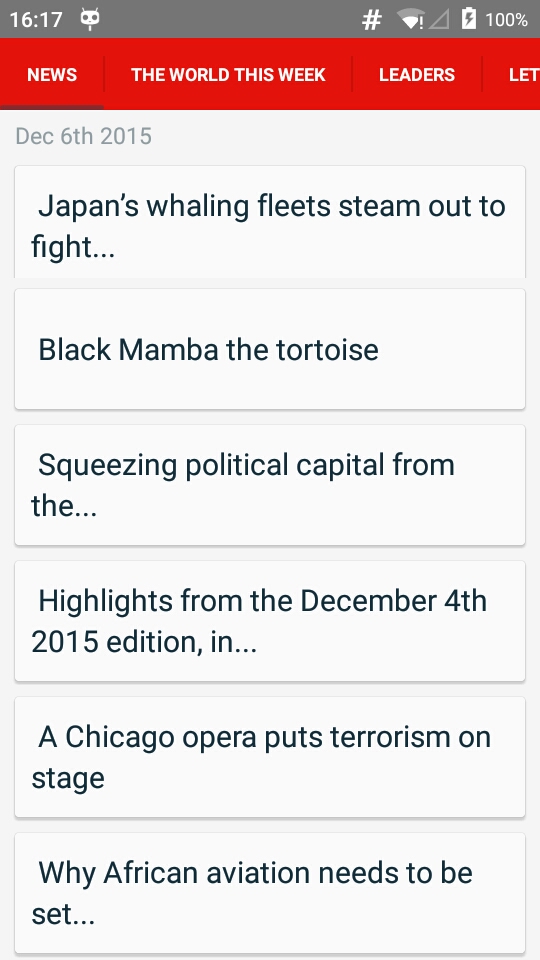 16:17 # 100%
NEWS THE WORLD THIS WEEK LEADERS LET
Dec 6th 2015
Japan’s whaling fleets steam out to
fight...
Black Mamba the tortoise
Squeezing political capital from
the...
Highlights from the December 4th
2015 edition, in...
A Chicago opera puts terrorism on
stage
Why African aviation needs to be
set...